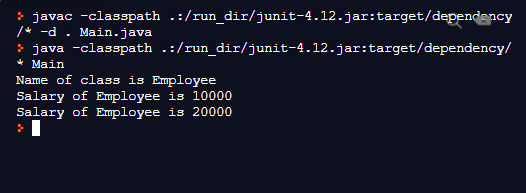 > javac -classpath .:/run_dir/junit-4.12.jar:target/dependency
/* -d . Main.java
> java -classpath .:/run_dir/junit-4.12.jar:target/dependency/
* Main
Name of class is Employee
Salary of Employee is 10000
Salary of Employee is 20000
>